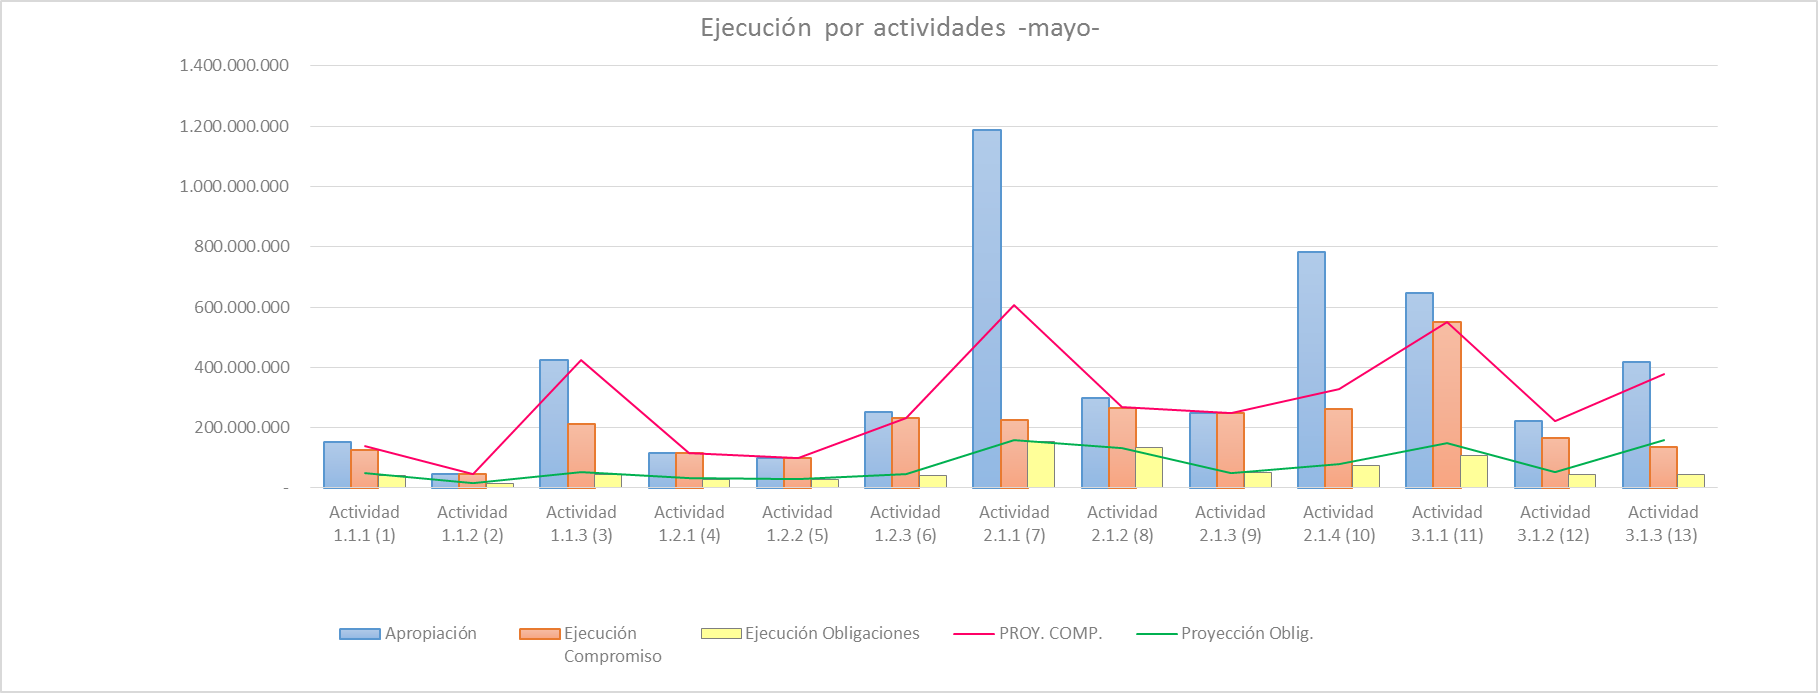 Ejecución por actividades -mayo-
1.400.000.000
1.200.000.000
1.000.000.000
800.000.000
600.000.000
400.000.000
200.000.000
-
Actividad Actividad Actividad Actividad Actividad Actividad Actividad Actividad Actividad Actividad Actividad Actividad Actividad
1.1.1 (1) 1.1.2 (2) 1.1.3 (3) 1.2.1 (4) 1.2.2 (5) 1.2.3 (6) 2.1.1 (7) 2.1.2 (8) 2.1.3 (9) 2.1.4 (10) 3.1.1 (11) 3.1.2 (12) 3.1.3 (13)
Apropiación Ejecución Ejecución Obligaciones PROY. COMP. Proyección Oblig.
Compromiso